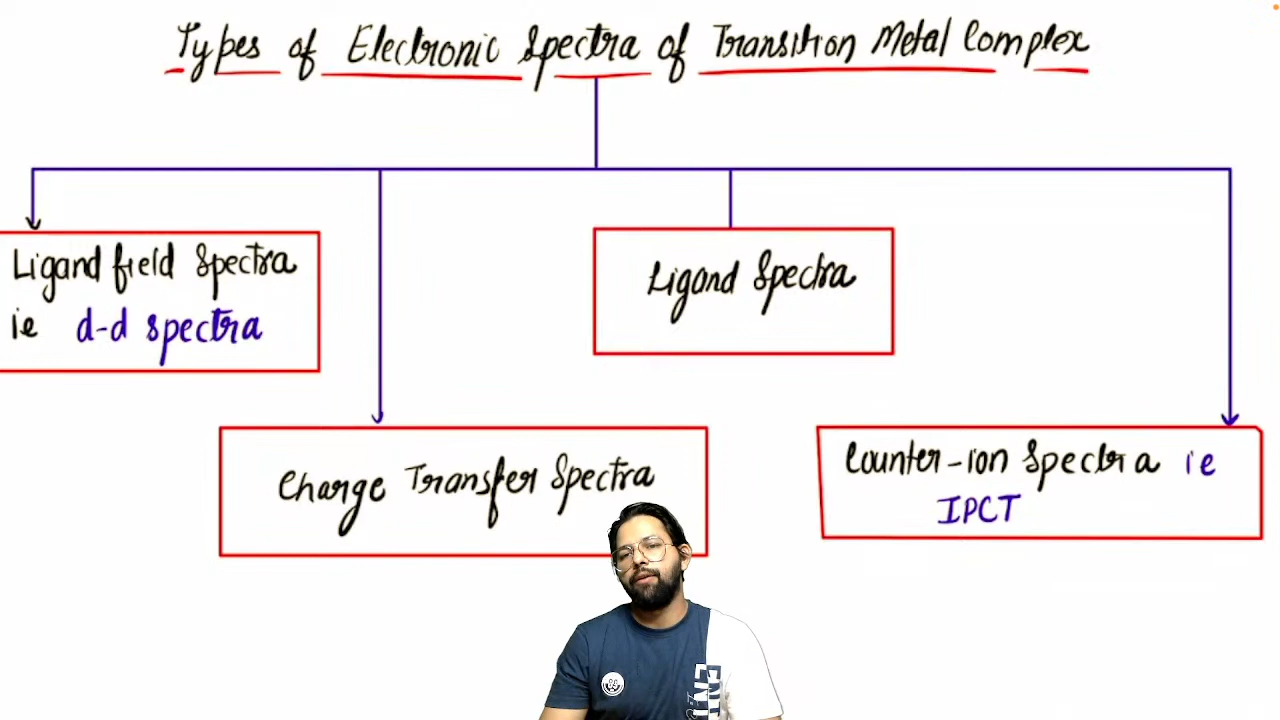 Types of Electronic Spectra of Transition Metal Complex
Ligand field Spectra
ie d-d spectra
Ligand Spectra
Charge Transfer Spectra
Counter-ion Spectra ie
IPCT